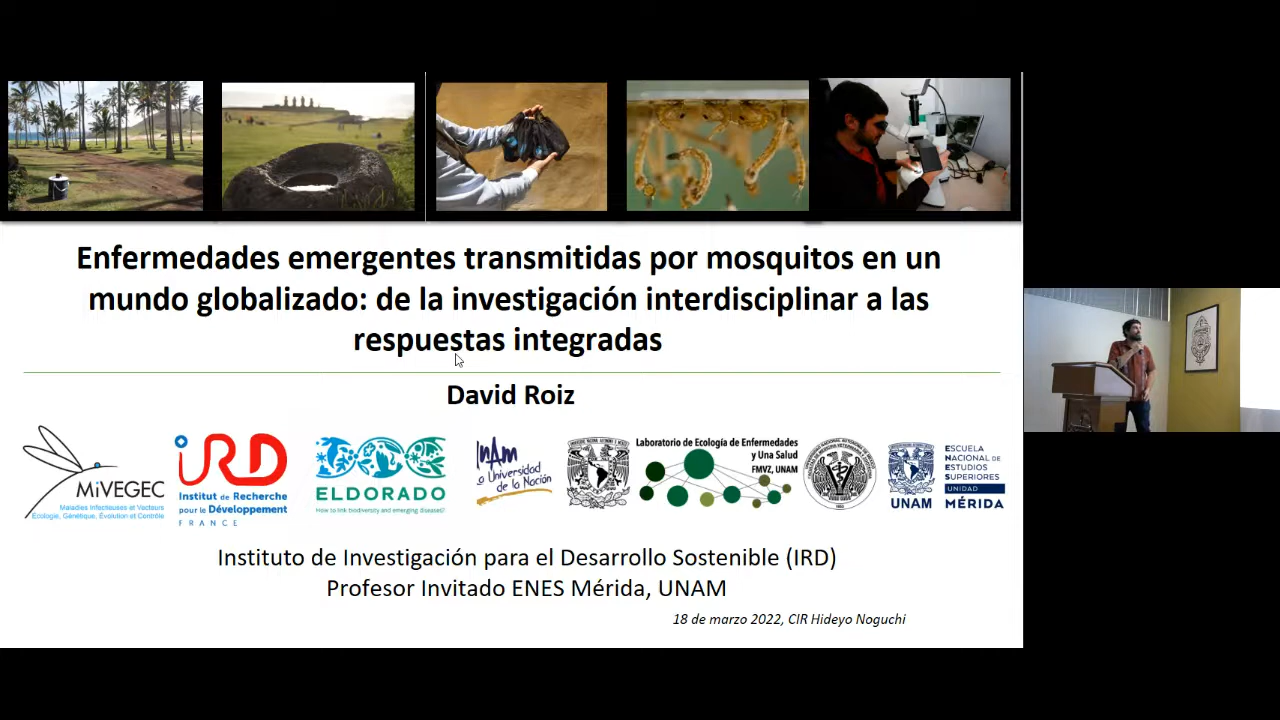 Enfermedades emergentes transmitidas por mosquitos en un
mundo globalizado: de la investigación interdisciplinar a las
respuestas integradas
David Roiz
MIVEGEC
Maladies Infectieuses et Vecteurs
Ecologie, Génétique, Évolution et Contrôle
IRD
Institut de Recherche
pour le Développement
FRANCE
ELDORADO
How to link biodiversity and emerging diseases?
UNAM
La Universidad
de la Nación
Laboratorio de Ecología de Enfermedades
y Una Salud
FMVZ, UNAM
UNAM
ESCUELA
NACIONAL DE
ESTUDIOS
SUPERIORES
UNIDAD
MÉRIDA
Instituto de Investigación para el Desarrollo Sostenible (IRD)
Profesor Invitado ENES Mérida, UNAM
18 de marzo 2022, CIR Hideyo Noguchi